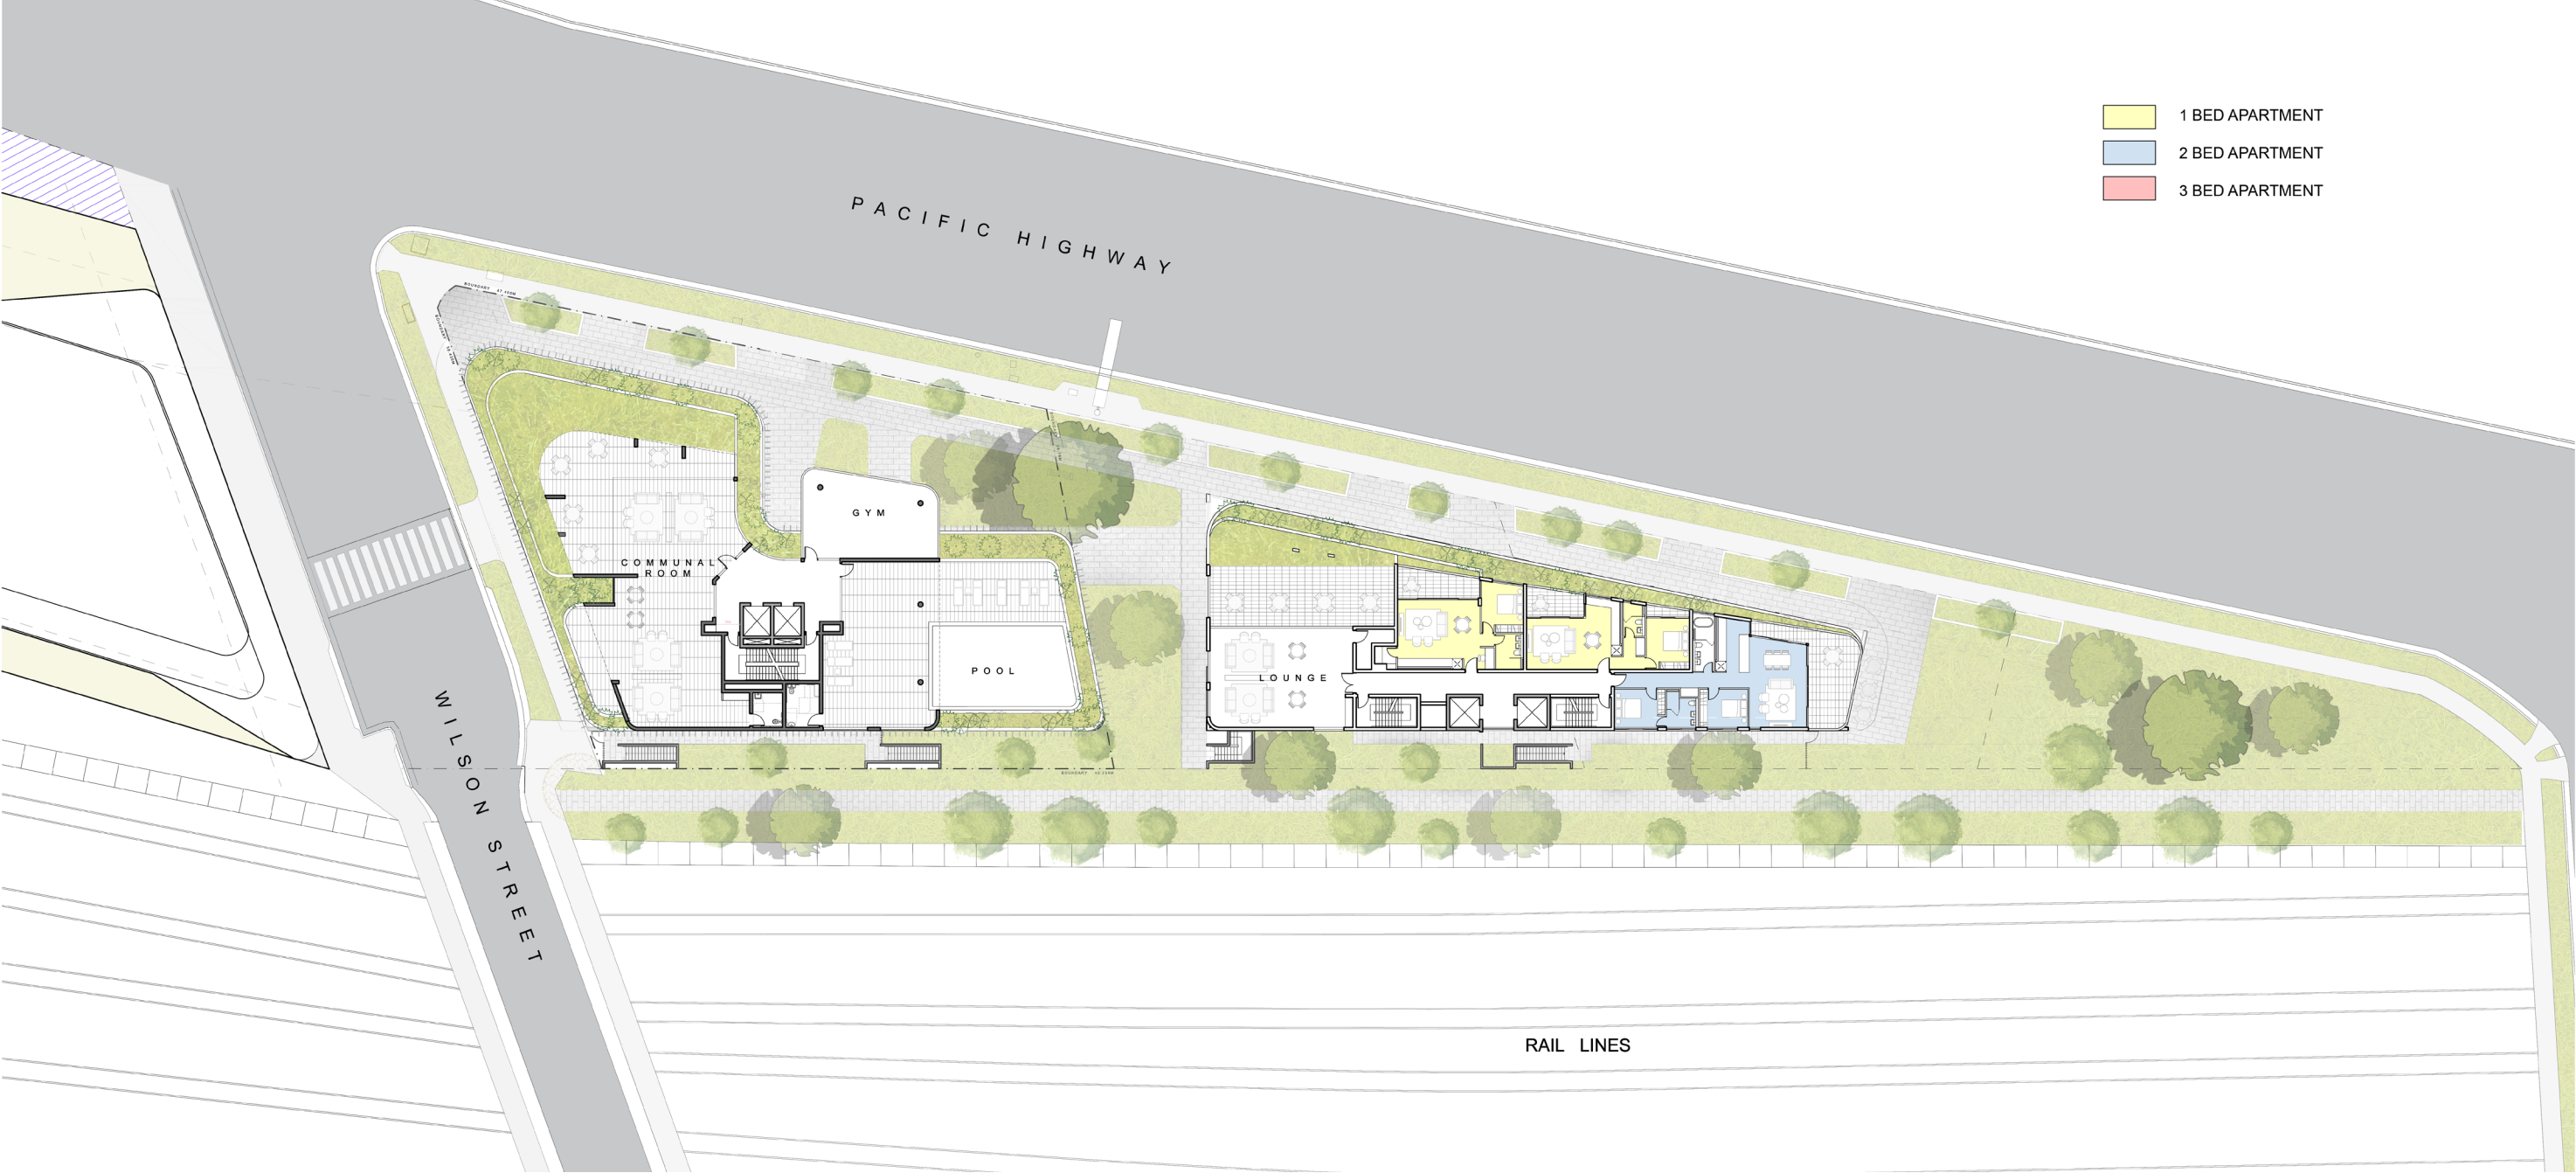 1 BED APARTMENT
2 BED APARTMENT
3 BED APARTMENT
PACIFIC HIGHWAY
GYM
COMMUNAL
ROOM
POOL
LOUNGE
WILSON STREET
RAIL LINES